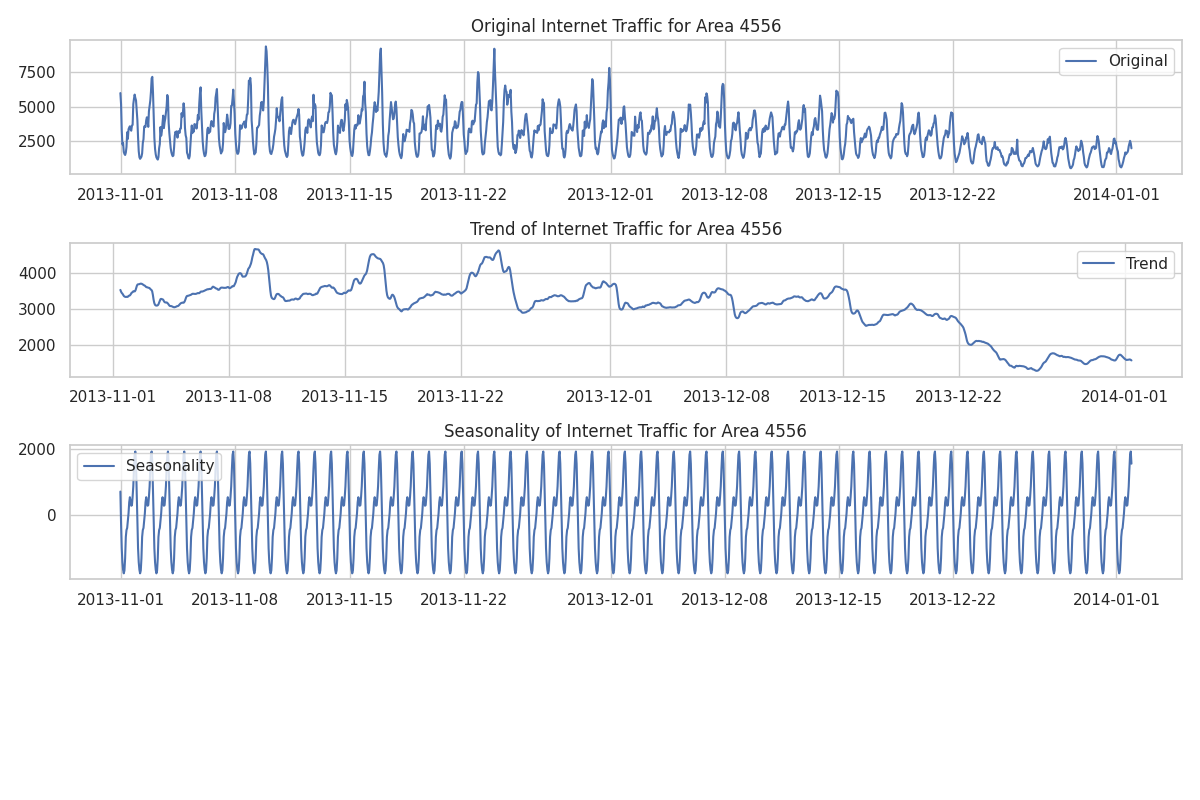 Original Internet Traffic for Area 4556
Original
7500
5000
2500
2013-11-01 2013-11-08 2013-11-15 2013-11-22 2013-12-01 2013-12-08 2013-12-15 2013-12-22 2014-01-01
Trend of Internet Traffic for Area 4556
Trend
4000
3000
2000
2013-11-01 2013-11-08 2013-11-15 2013-11-22 2013-12-01 2013-12-08 2013-12-15 2013-12-22 2014-01-01
Seasonality of Internet Traffic for Area 4556
2000
Seasonality
0
2013-11-01 2013-11-08 2013-11-15 2013-11-22 2013-12-01 2013-12-08 2013-12-15 2013-12-22 2014-01-01